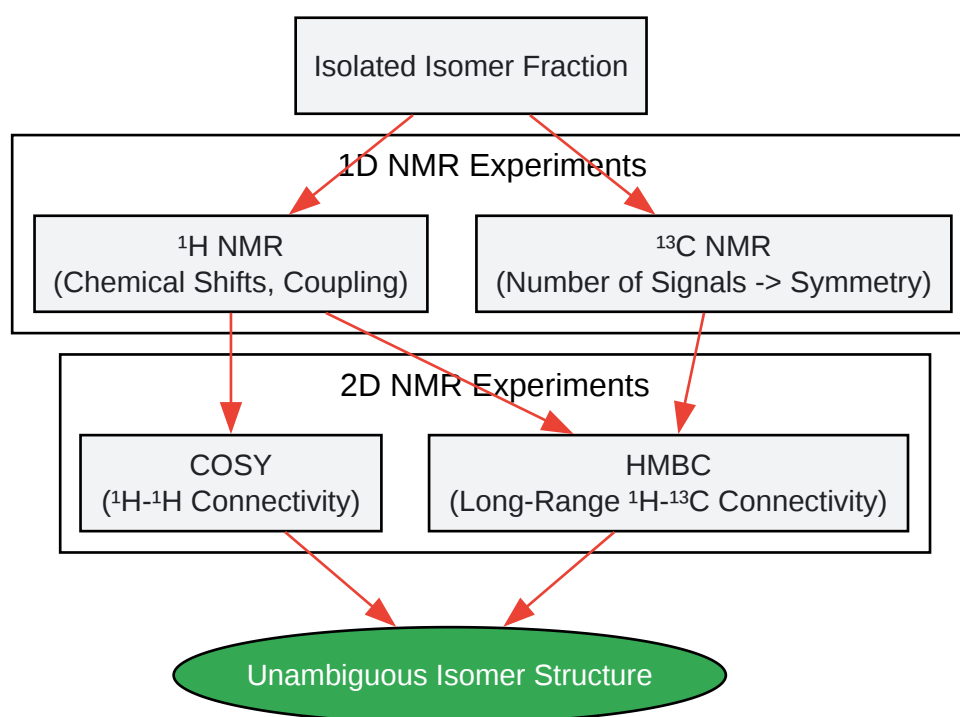 Isolated Isomer Fraction
1D NMR Experiments
¹H NMR
(Chemical Shifts, Coupling)
¹³C NMR
(Number of Signals -> Symmetry)
2D NMR Experiments
COSY
(¹H-¹H Connectivity)
HMBC
(Long-Range ¹H-¹³C Connectivity)
Unambiguous Isomer Structure